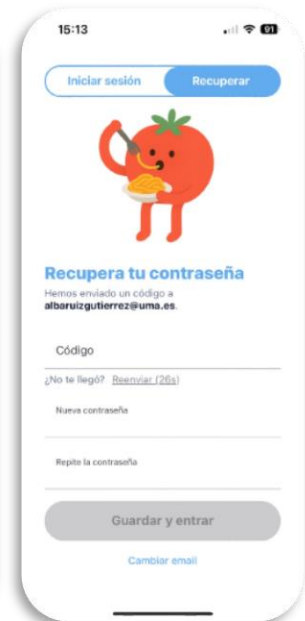 15:13
91
Iniciar sesión
Recuperar
Recupera tu contraseña
Hemos enviado un código a
albaruizgutierrez@uma.es.
Código
¿No te llegó? Reenviar (26s)
Nueva contraseña
Repite la contraseña
Guardar y entrar
Cambiar email